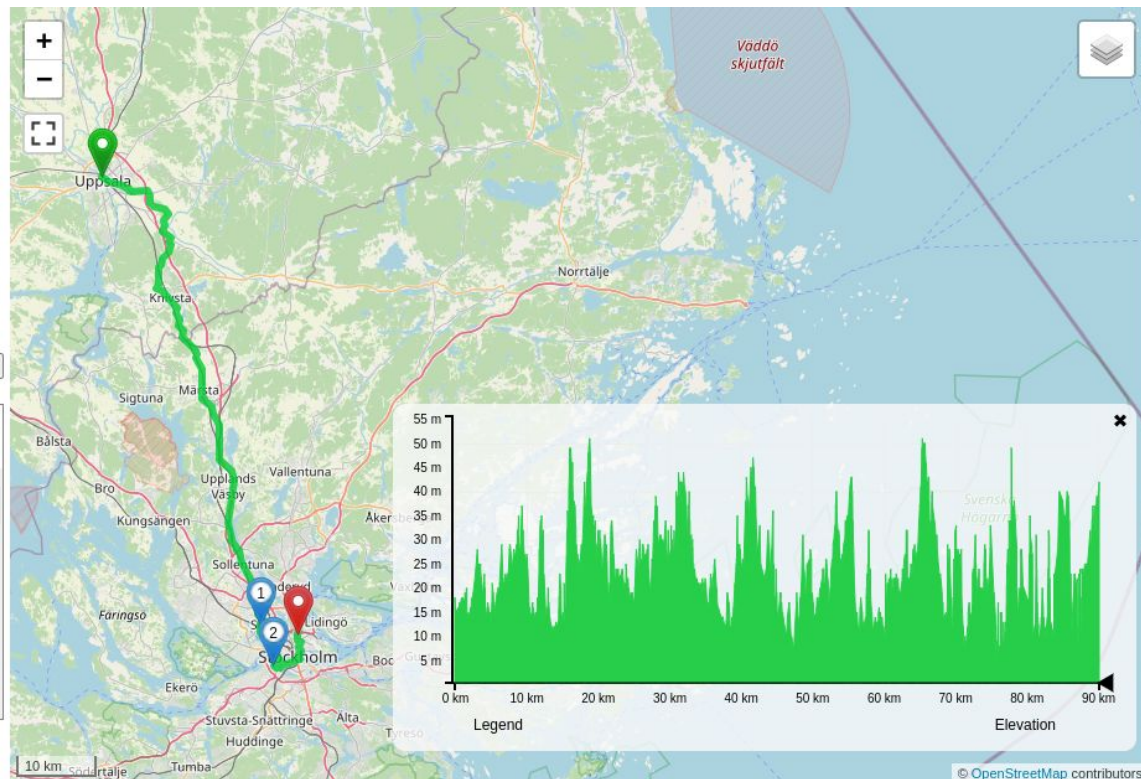 +
−
Väddö
skjutfält
Uppsala
Norrtälje
Knivsta
Märsta
Sigtuna
Bålsta
Vallentuna
Upplands
Väsby
Bro
Kungsängen
Sollentuna
1
Lidingö
Färingsö
2
Stockholm
Ekerö
Stuvsta-Snättringe
Älta
Huddinge
Tumba
Södertälje
10 km
✖
55 m
50 m
45 m
40 m
35 m
30 m
25 m
20 m
15 m
10 m
5 m
Svenska
0 km
10 km
20 km
30 km
40 km
50 km
60 km
70 km
80 km
90 km
Legend
Elevation
© OpenStreetMap contributor